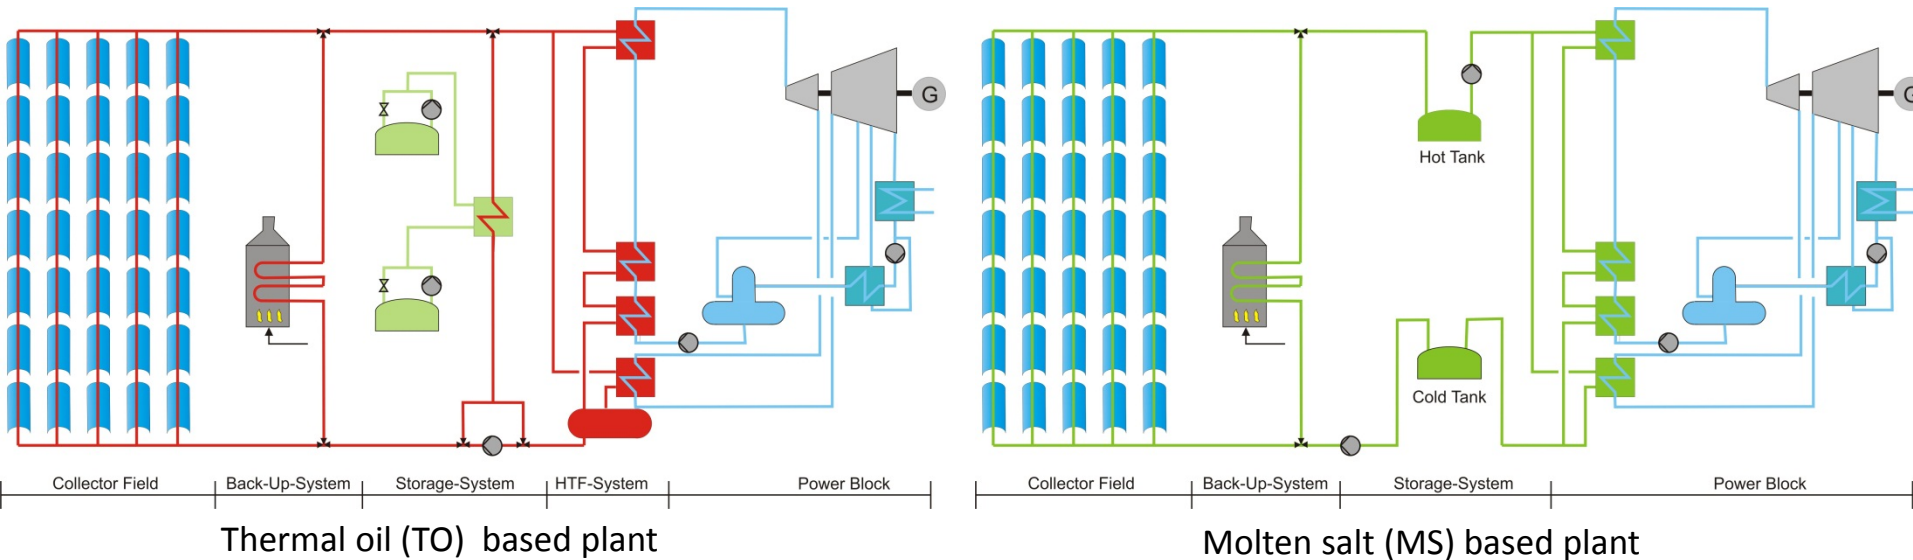 G
G
Hot Tank
Cold Tank
Collector Field
Back-Up-System
Storage-System
HTF-System
Power Block
Collector Field
Back-Up-System
Storage-System
Power Block
Thermal oil (TO) based plant
Molten salt (MS) based plant